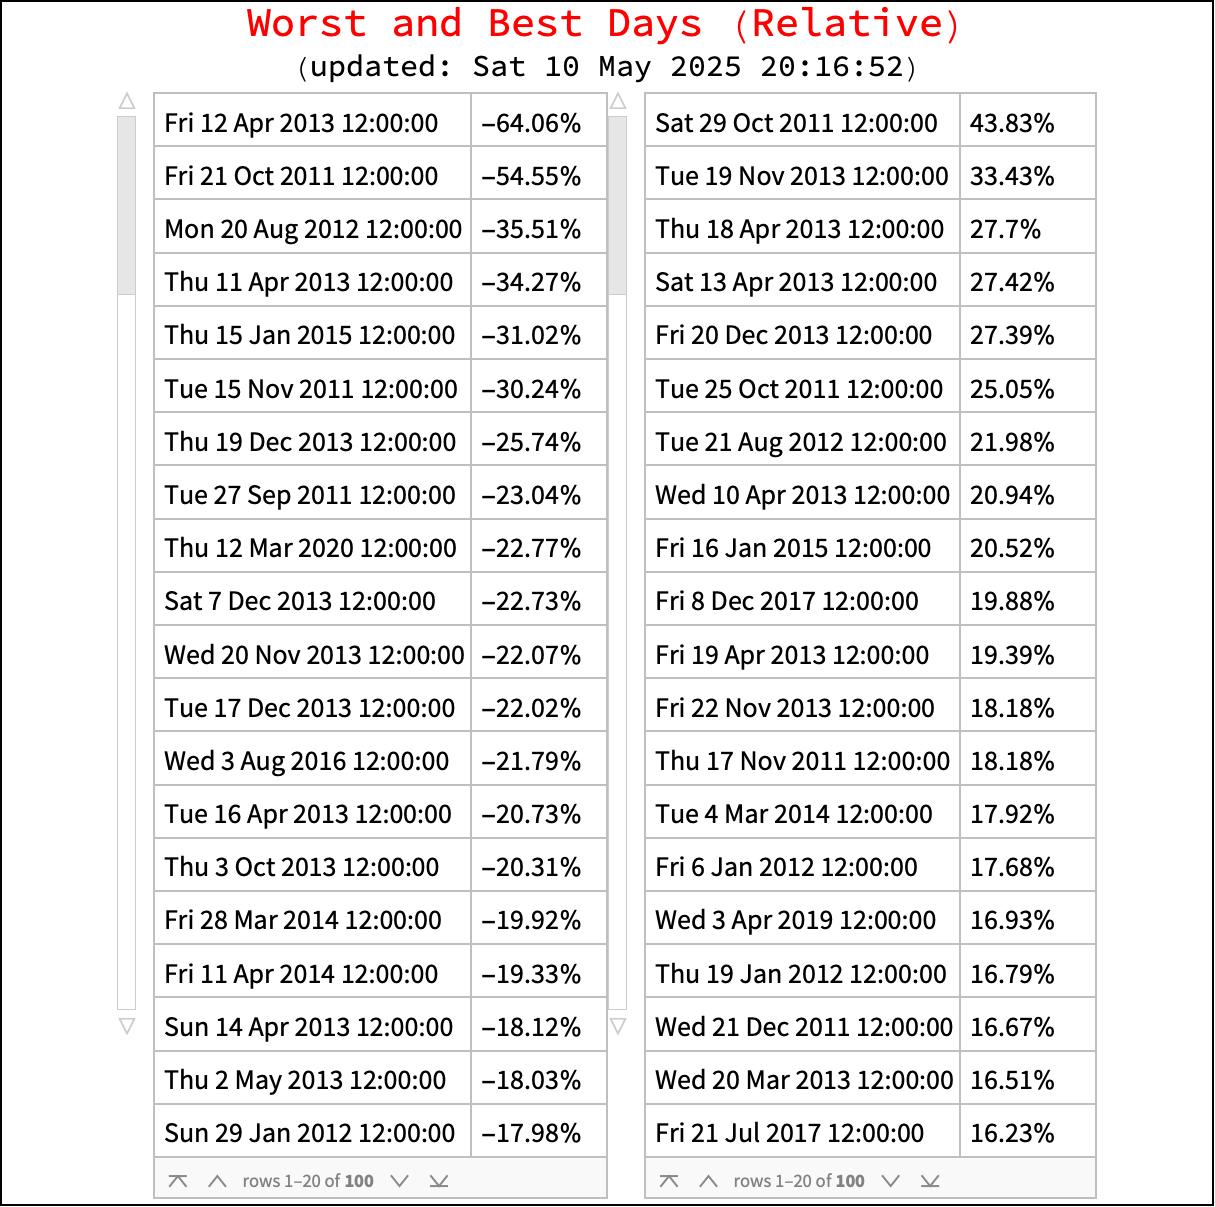 Worst and Best Days (Relative)
(updated: Sat 10 May 2025 20:16:52)
Fri 12 Apr 2013 12:00:00 –64.06%
Fri 21 Oct 2011 12:00:00 –54.55%
Mon 20 Aug 2012 12:00:00 –35.51%
Thu 11 Apr 2013 12:00:00 –34.27%
Thu 15 Jan 2015 12:00:00 –31.02%
Tue 15 Nov 2011 12:00:00 –30.24%
Thu 19 Dec 2013 12:00:00 –25.74%
Tue 27 Sep 2011 12:00:00 –23.04%
Thu 12 Mar 2020 12:00:00 –22.77%
Sat 7 Dec 2013 12:00:00 –22.73%
Wed 20 Nov 2013 12:00:00 –22.07%
Tue 17 Dec 2013 12:00:00 –22.02%
Wed 3 Aug 2016 12:00:00 –21.79%
Tue 16 Apr 2013 12:00:00 –20.73%
Thu 3 Oct 2013 12:00:00 –20.31%
Fri 28 Mar 2014 12:00:00 –19.92%
Fri 11 Apr 2014 12:00:00 –19.33%
Sun 14 Apr 2013 12:00:00 –18.12%
Thu 2 May 2013 12:00:00 –18.03%
Sun 29 Jan 2012 12:00:00 –17.98%
rows 1–20 of 100
Sat 29 Oct 2011 12:00:00 43.83%
Tue 19 Nov 2013 12:00:00 33.43%
Thu 18 Apr 2013 12:00:00 27.7%
Sat 13 Apr 2013 12:00:00 27.42%
Fri 20 Dec 2013 12:00:00 27.39%
Tue 25 Oct 2011 12:00:00 25.05%
Tue 21 Aug 2012 12:00:00 21.98%
Wed 10 Apr 2013 12:00:00 20.94%
Fri 16 Jan 2015 12:00:00 20.52%
Fri 8 Dec 2017 12:00:00 19.88%
Fri 19 Apr 2013 12:00:00 19.39%
Fri 22 Nov 2013 12:00:00 18.18%
Thu 17 Nov 2011 12:00:00 18.18%
Tue 4 Mar 2014 12:00:00 17.92%
Fri 6 Jan 2012 12:00:00 17.68%
Wed 3 Apr 2019 12:00:00 16.93%
Thu 19 Jan 2012 12:00:00 16.79%
Wed 21 Dec 2011 12:00:00 16.67%
Wed 20 Mar 2013 12:00:00 16.51%
Fri 21 Jul 2017 12:00:00 16.23%
rows 1–20 of 100